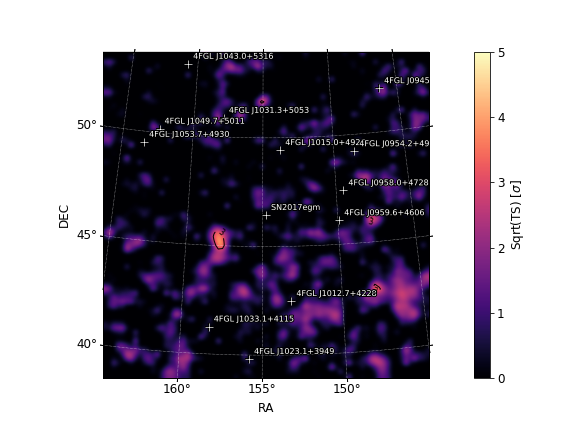 4FGL J1043.0+5316
4FGL J0945
4FGL J1031.3+5053
4FGL J1049.7+5011
4FGL J1053.7+4930
4FGL J1015.0+492
4FGL J0954.2+49
4FGL J0958.0+4728
SN2017egm
4FGL J0959.6+4606
4FGL J1012.7+4228
4FGL J1033.1+4115
4FGL J1023.1+3949
3
3
50°
45°
40°
DEC
160°
155°
150°
RA
5
4
3
2
1
0
Sqrt(TS) [σ]